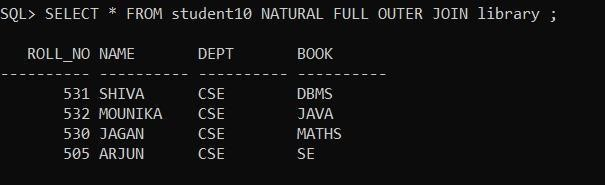 SQL> SELECT * FROM student10 NATURAL FULL OUTER JOIN library ;
ROLL_NO NAME DEPT BOOK
---------- ---------- ---------- ----------
531 SHIVA CSE DBMS
532 MOUNIKA CSE JAVA
530 JAGAN CSE MATHS
505 ARJUN CSE SE